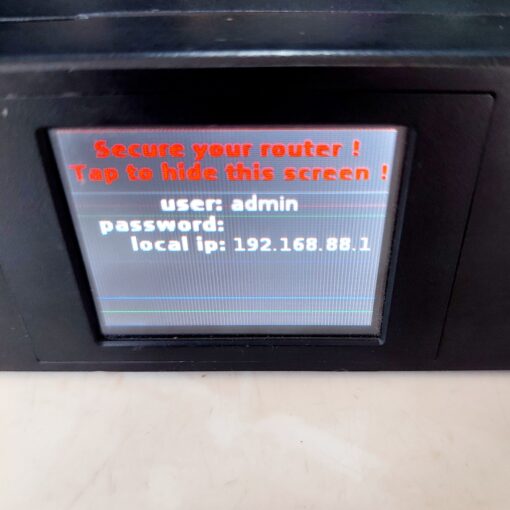 Secure your router !
Tap to hide this screen !
user: admin
password:
local ip: 192.168.88.1